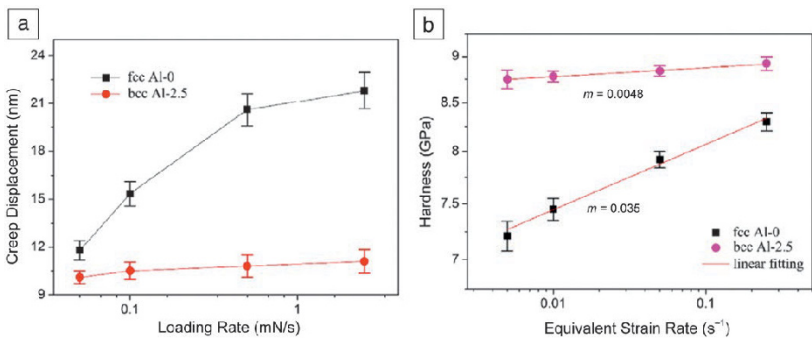 a
24
21
18
15
12
9
Creep Displacement (nm)
fcc Al-0
bcc Al-2.5
0.1
1
Loading Rate (mN/s)
b
9
8.5
8
7.5
7
Hardness (GPa)
m = 0.0048
m = 0.035
fcc Al-0
bcc Al-2.5
linear fitting
0.01
0.1
Equivalent Strain Rate (s⁻¹)